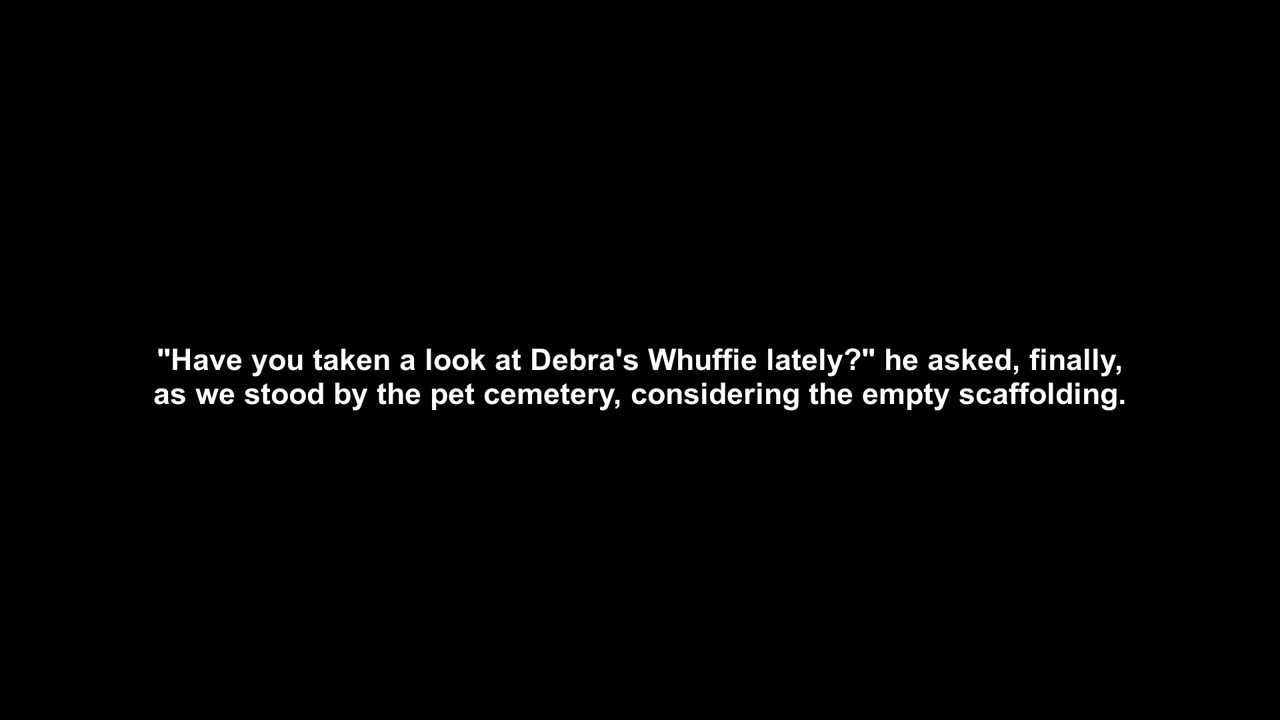 "Have you taken a look at Debra's Whuffie lately?" he asked, finally,
as we stood by the pet cemetery, considering the empty scaffolding.